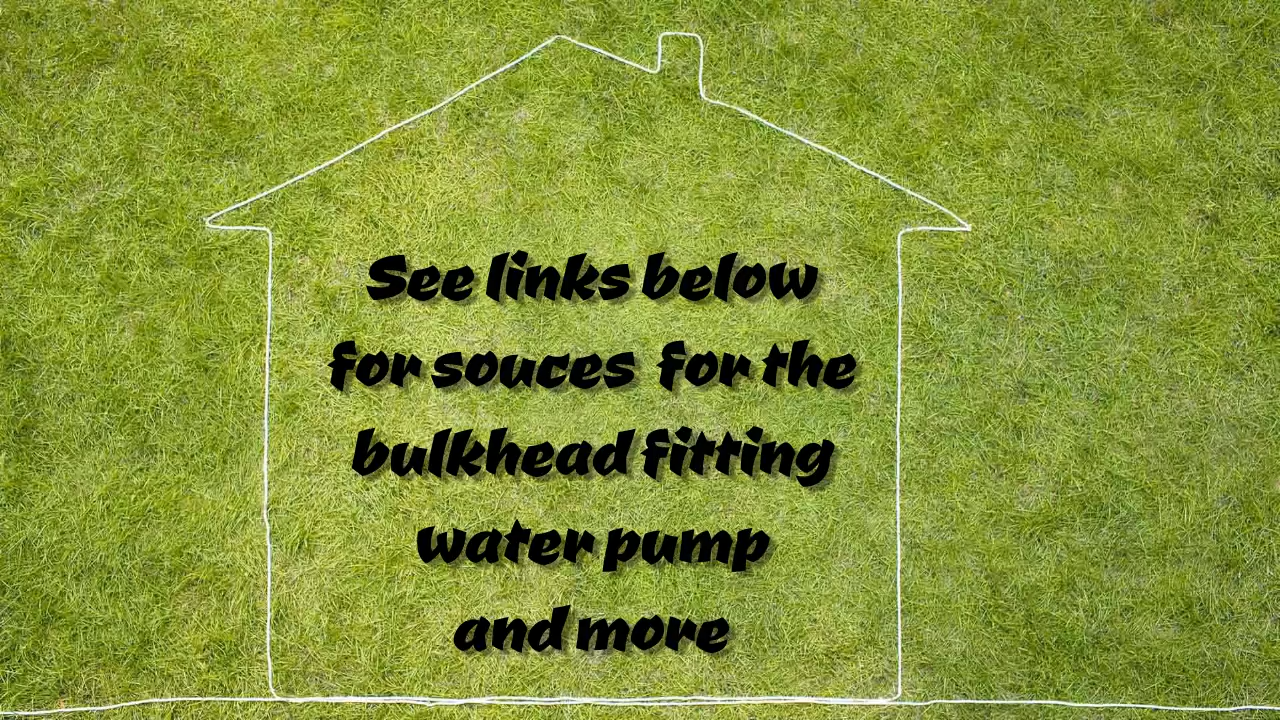 See links below
for souces for the
bulkhead fitting
water pump
and more